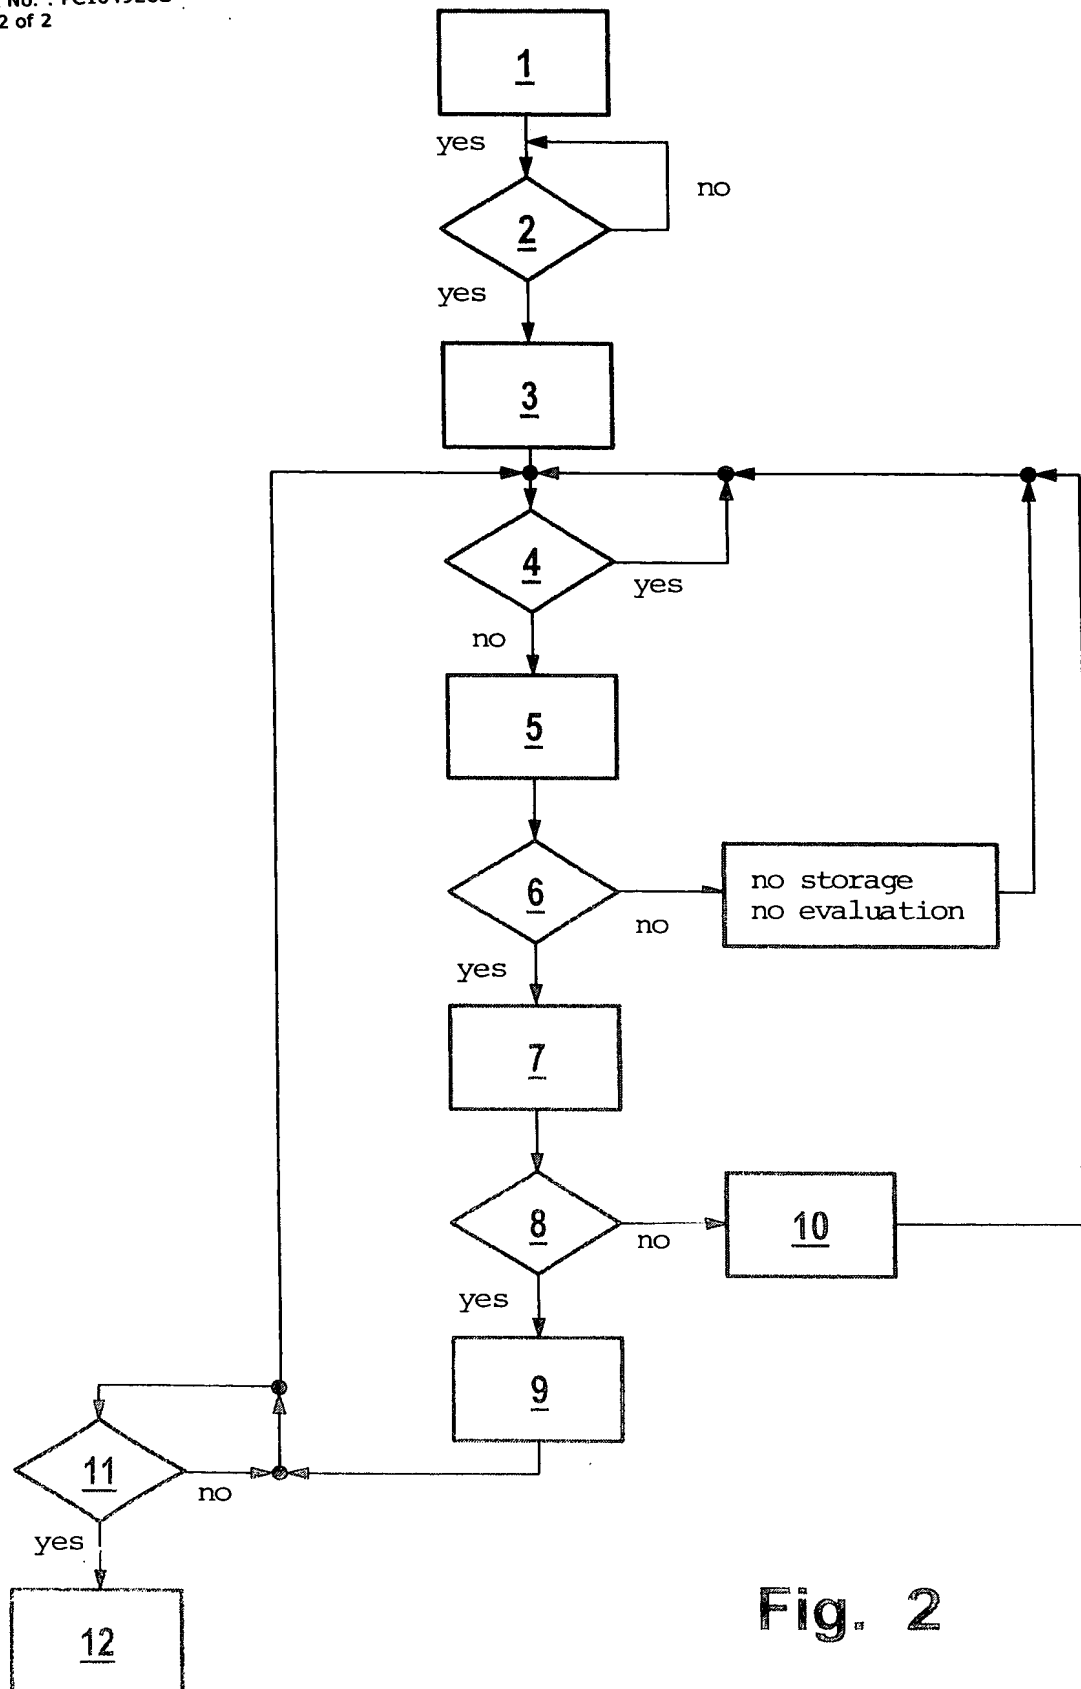 No. :
2 of 2
1
yes
no
2
yes
3
4
yes
no
5
6
no storage
no evaluation
no
yes
7
8
10
no
yes
9
11
no
yes
12
Fig. 2